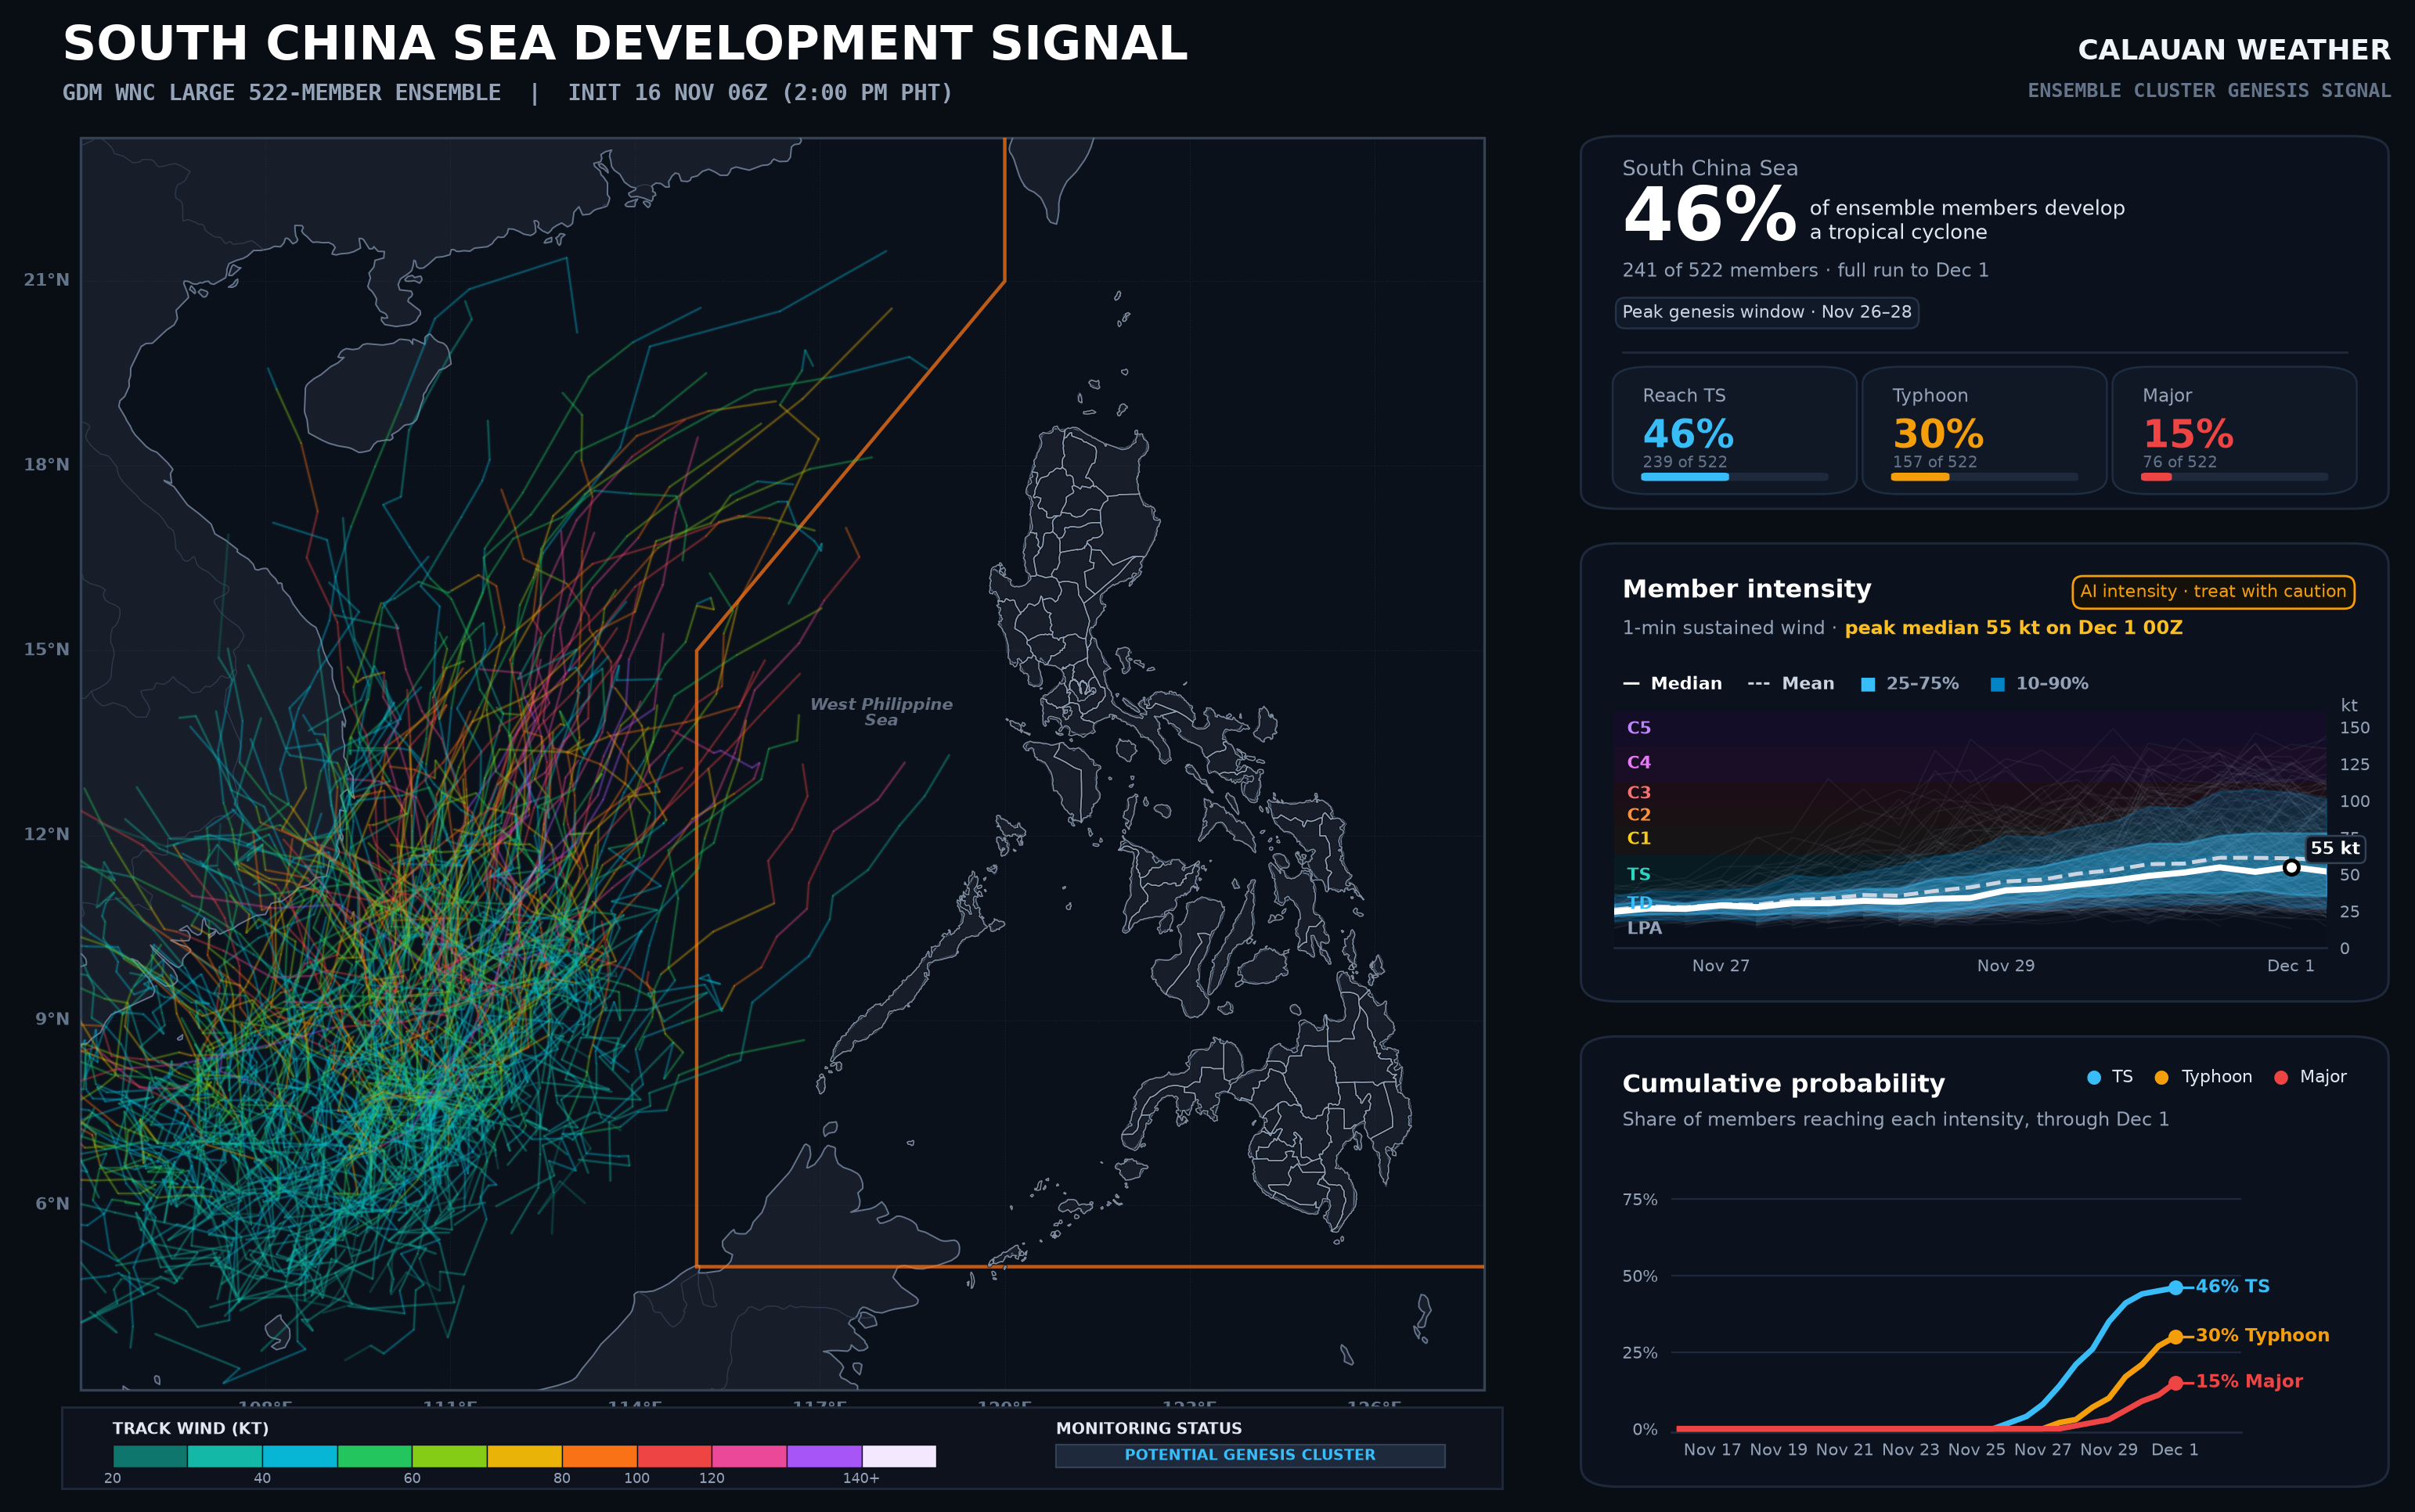 SOUTH CHINA SEA DEVELOPMENT SIGNAL
GDM WNC LARGE 522-MEMBER ENSEMBLE | INIT 16 NOV 06Z (2:00 PM PHT)
CALAUAN WEATHER
ENSEMBLE CLUSTER GENESIS SIGNAL
21°N
18°N
15°N
12°N
9°N
6°N
West Philippine
Sea
108°E 111°E 114°E 117°E 120°E 123°E 126°E
TRACK WIND (KT)
20 40 60 80 100 120 140+
MONITORING STATUS
POTENTIAL GENESIS CLUSTER
South China Sea
46% of ensemble members develop
a tropical cyclone
241 of 522 members · full run to Dec 1
Peak genesis window · Nov 26–28
Reach TS
46%
239 of 522
Typhoon
30%
157 of 522
Major
15%
76 of 522
Member intensity
AI intensity · treat with caution
1-min sustained wind · peak median 55 kt on Dec 1 00Z
Median Mean 25–75% 10–90%
kt
C5
C4
C3
C2
C1
TS
TD
LPA
150
125
100
75
55 kt
50
25
0
Nov 27 Nov 29 Dec 1
Cumulative probability
TS Typhoon Major
Share of members reaching each intensity, through Dec 1
75%
50%
25%
0%
46% TS
30% Typhoon
15% Major
Nov 17 Nov 19 Nov 21 Nov 23 Nov 25 Nov 27 Nov 29 Dec 1